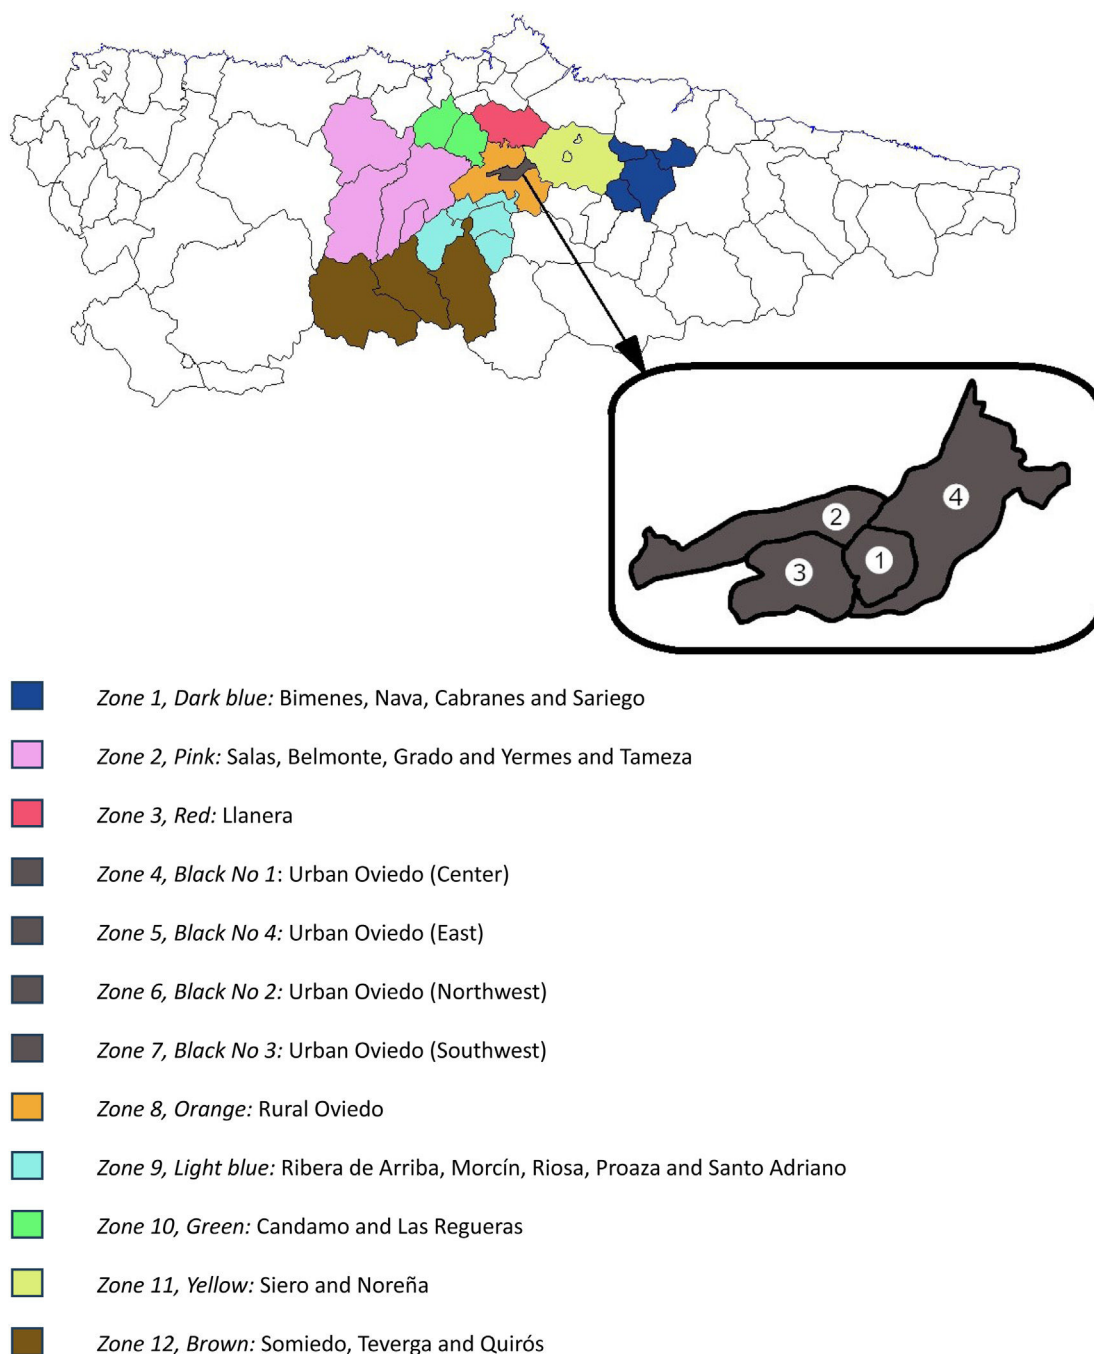 2
4
1
3
Zone 1, Dark blue: Bimenes, Nava, Cabranes and Sariego
Zone 2, Pink: Salas, Belmonte, Grado and Yermes and Tameza
Zone 3, Red: Llanera
Zone 4, Black No 1: Urban Oviedo (Center)
Zone 5, Black No 4: Urban Oviedo (East)
Zone 6, Black No 2: Urban Oviedo (Northwest)
Zone 7, Black No 3: Urban Oviedo (Southwest)
Zone 8, Orange: Rural Oviedo
Zone 9, Light blue: Ribera de Arriba, Morcín, Riosa, Proaza and Santo Adriano
Zone 10, Green: Candamo and Las Regueras
Zone 11, Yellow: Siero and Noreña
Zone 12, Brown: Somiedo, Teverga and Quirós